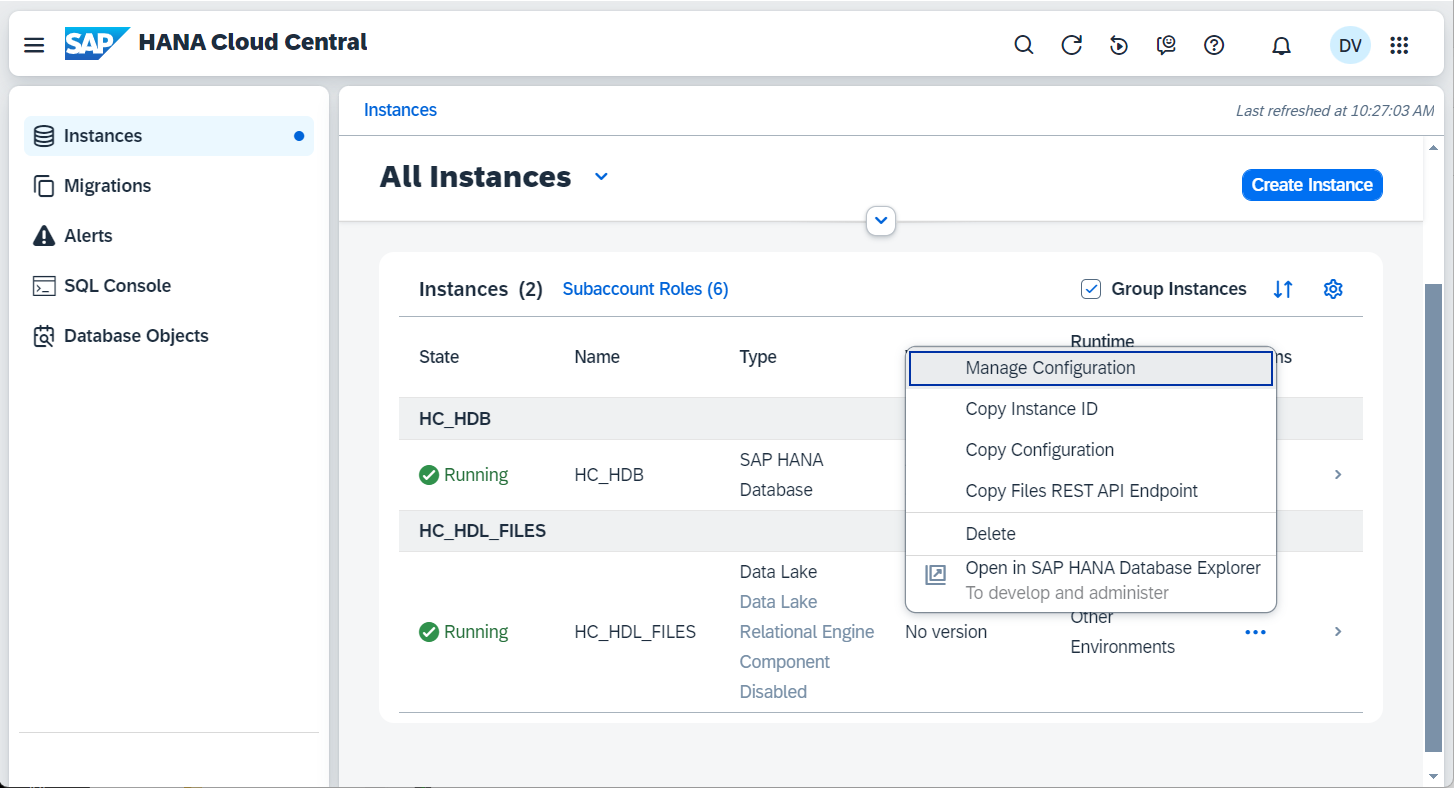 SAP HANA Cloud Central
DV
Instances
Migrations
Alerts
SQL Console
Database Objects
Instances
Last refreshed at 10:27:03 AM
All Instances
Create Instance
Instances (2) Subaccount Roles (6)
Group Instances
State Name Type
Runtime
HC_HDB
Running
HC_HDB
SAP HANA
Database
HC_HDL_FILES
Running
HC_HDL_FILES
Data Lake
Data Lake
Relational Engine
Component
Disabled
No version
Other
Environments
Manage Configuration
Copy Instance ID
Copy Configuration
Copy Files REST API Endpoint
Delete
Open in SAP HANA Database Explorer
To develop and administer